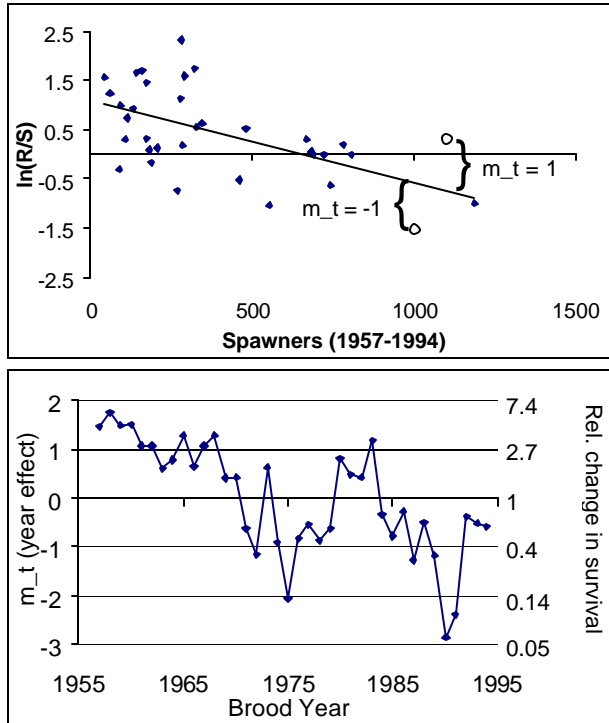 2.5
1.5
0.5
-0.5
-1.5
-2.5
ln(R/S)
m_t = 1
m_t = -1
0 500 1000 1500
Spawners (1957-1994)
2
1
0
-1
-2
-3
m_t (year effect)
7.4
2.7
1
0.4
0.14
0.05
Rel. change in
survival
1955 1965 1975 1985 1995
Brood Year